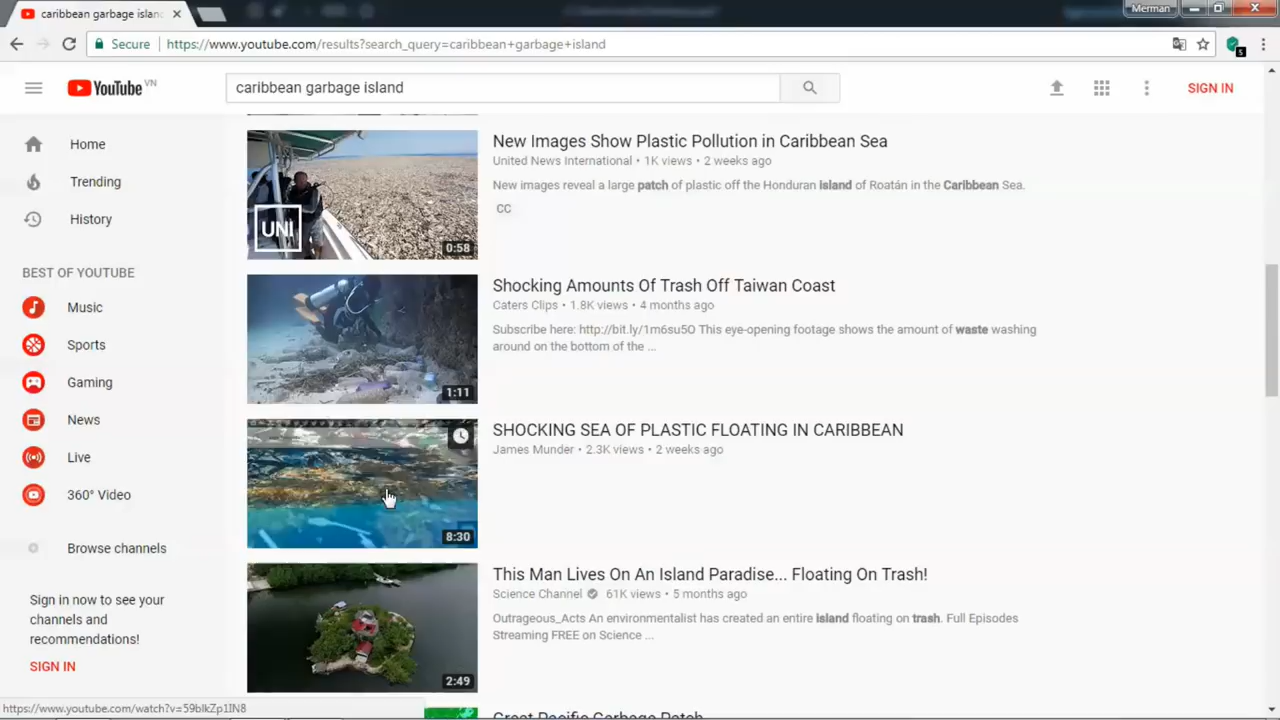 caribbean garbage islan
Merman
Secure
https://www.youtube.com/results?search_query=caribbean+garbage+island
5
YouTube VN
caribbean garbage island
SIGN IN
Home
Trending
History
BEST OF YOUTUBE
Music
Sports
Gaming
News
Live
360° Video
Browse channels
Sign in now to see your
channels and
recommendations!
SIGN IN
UNI
0:58
New Images Show Plastic Pollution in Caribbean Sea
United News International • 1K views • 2 weeks ago
New images reveal a large patch of plastic off the Honduran island of Roatán in the Caribbean Sea.
CC
1:11
Shocking Amounts Of Trash Off Taiwan Coast
Caters Clips • 1.8K views • 4 months ago
Subscribe here: http://bit.ly/1m6su5O This eye-opening footage shows the amount of waste washing
around on the bottom of the ...
8:30
SHOCKING SEA OF PLASTIC FLOATING IN CARIBBEAN
James Munder • 2.3K views • 2 weeks ago
2:49
This Man Lives On An Island Paradise... Floating On Trash!
Science Channel 61K views • 5 months ago
Outrageous_Acts An environmentalist has created an entire island floating on trash. Full Episodes
Streaming FREE on Science ...
Great Pacific Garbage Patch